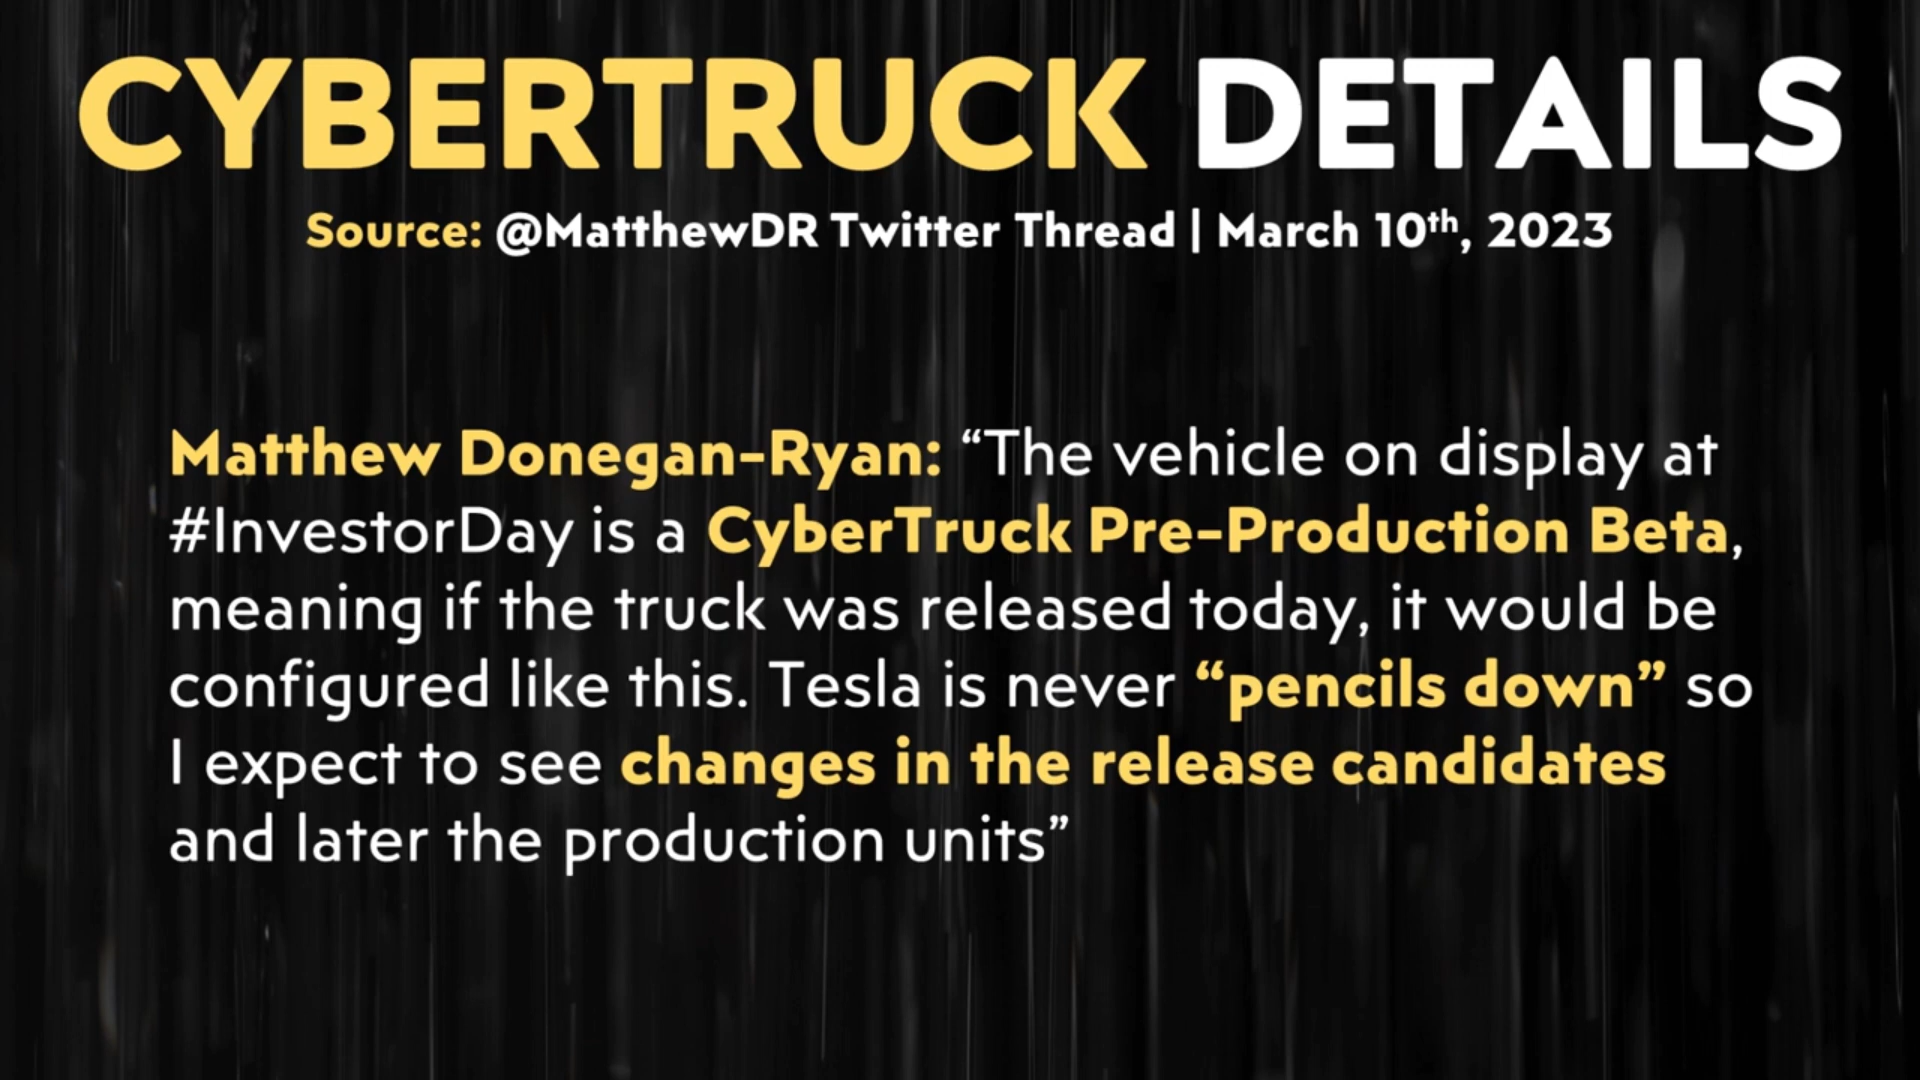 CYBERTRUCK DETAILS
Source: @MatthewDR Twitter Thread | March 10th, 2023
Matthew Donegan-Ryan: “The vehicle on display at
#InvestorDay is a CyberTruck Pre-Production Beta,
meaning if the truck was released today, it would be
configured like this. Tesla is never “pencils down” so
I expect to see changes in the release candidates
and later the production units”